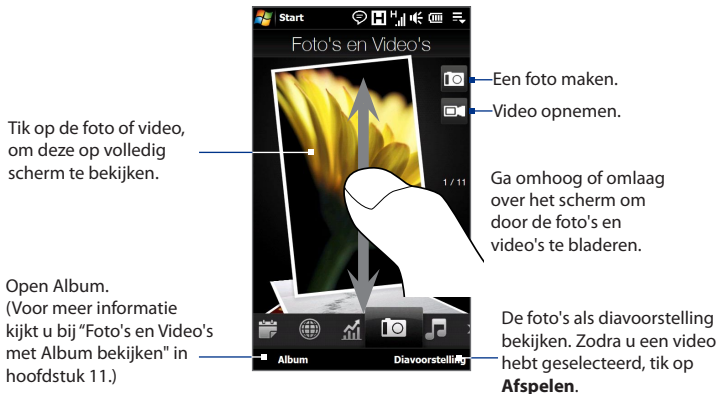 Start
H
H
Foto's en Video's
Een foto maken.
Video opnemen.
Tik op de foto of video,
om deze op volledig
scherm te bekijken.
1 / 11
Ga omhoog of omlaag
over het scherm om
door de foto's en
video's te bladeren.
Open Album.
(Voor meer informatie
kijkt u bij “Foto's en Video's
met Album bekijken" in
hoofdstuk 11.)
De foto's als diavoorstelling
bekijken. Zodra u een video
hebt geselecteerd, tik op
Afspelen.
Album
Diavoorstelling